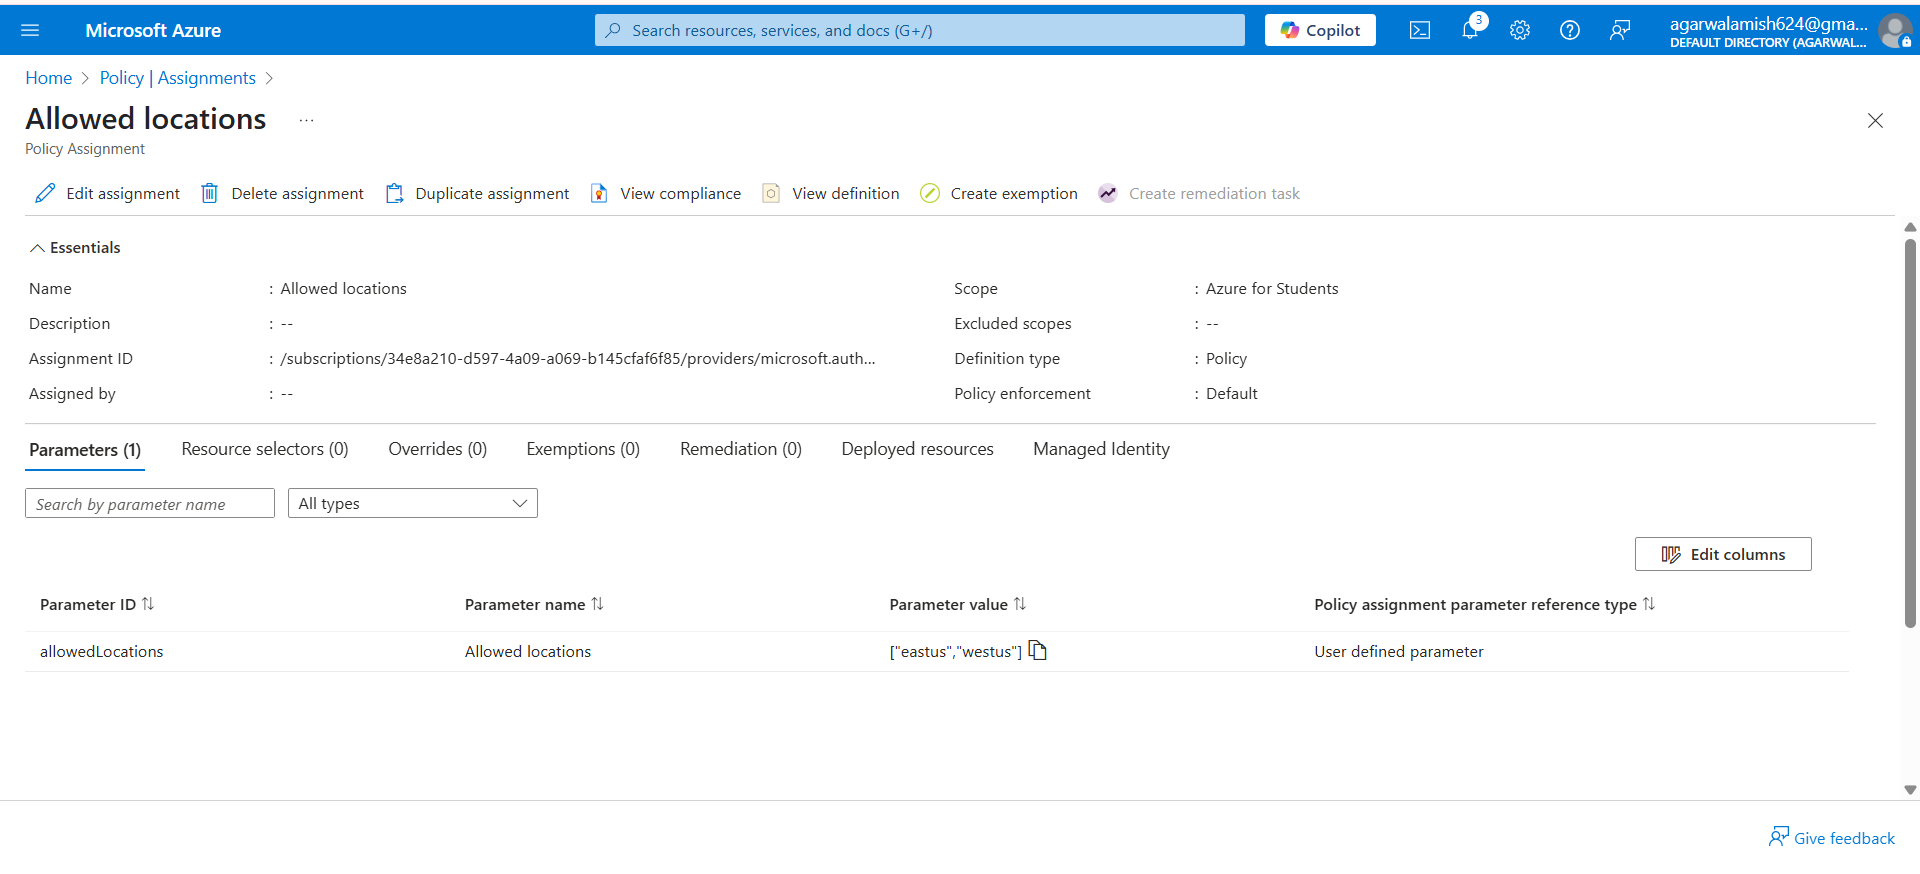 Microsoft Azure
Search resources, services, and docs (G+/)
Copilot
3
agarwalamish624@gma...
DEFAULT DIRECTORY (AGARWAL...
Home > Policy | Assignments >
Allowed locations ...
Policy Assignment
Edit assignment Delete assignment Duplicate assignment View compliance View definition Create exemption Create remediation task
Essentials
Name : Allowed locations Scope : Azure for Students
Description : -- Excluded scopes : --
Assignment ID : /subscriptions/34e8a210-d597-4a09-a069-b145cfaf6f85/providers/microsoft.auth... Definition type : Policy
Assigned by : -- Policy enforcement : Default
Parameters (1) Resource selectors (0) Overrides (0) Exemptions (0) Remediation (0) Deployed resources Managed Identity
Search by parameter name All types
Edit columns
Parameter ID Parameter name Parameter value Policy assignment parameter reference type
allowedLocations Allowed locations ["eastus","westus"] User defined parameter
Give feedback